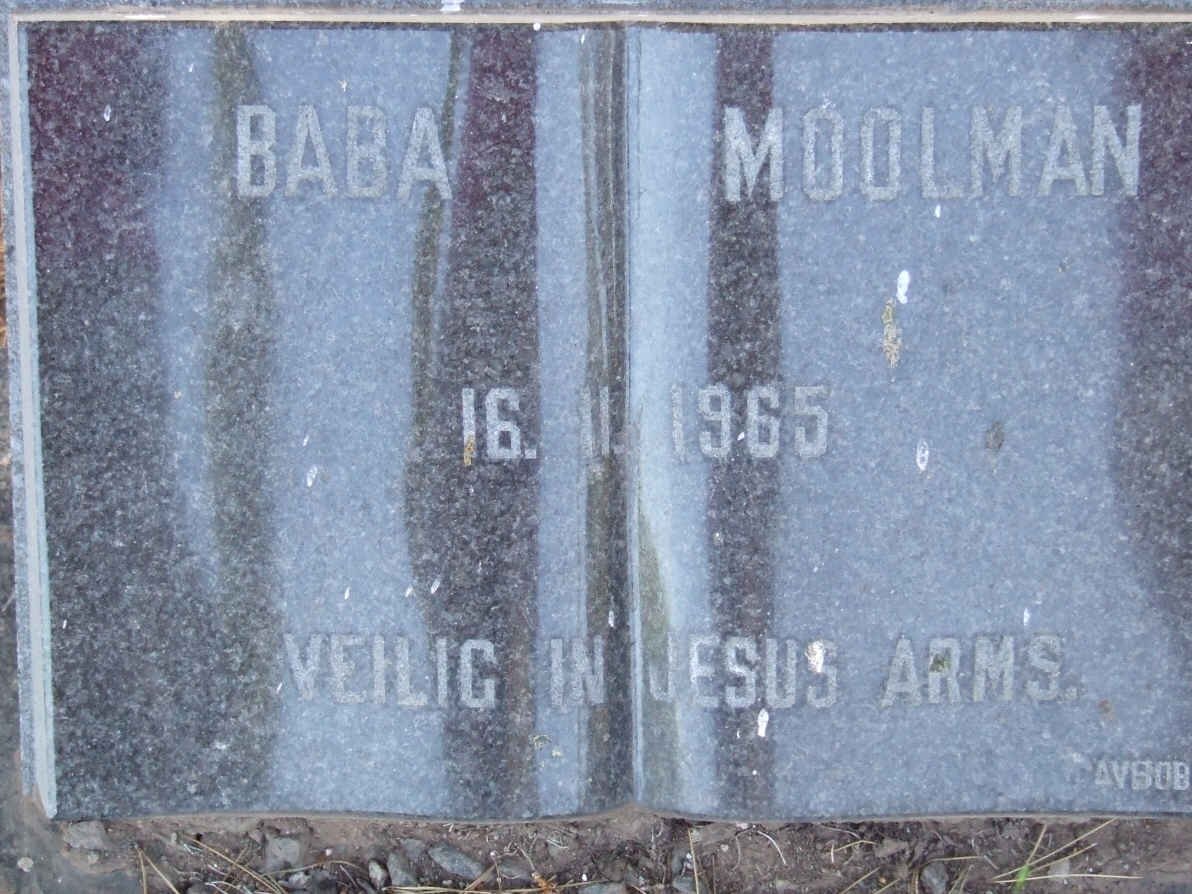 BABA MOOLMAN
16. 11. 1965
VEILIG IN JESUS ARMS.
AVBOB